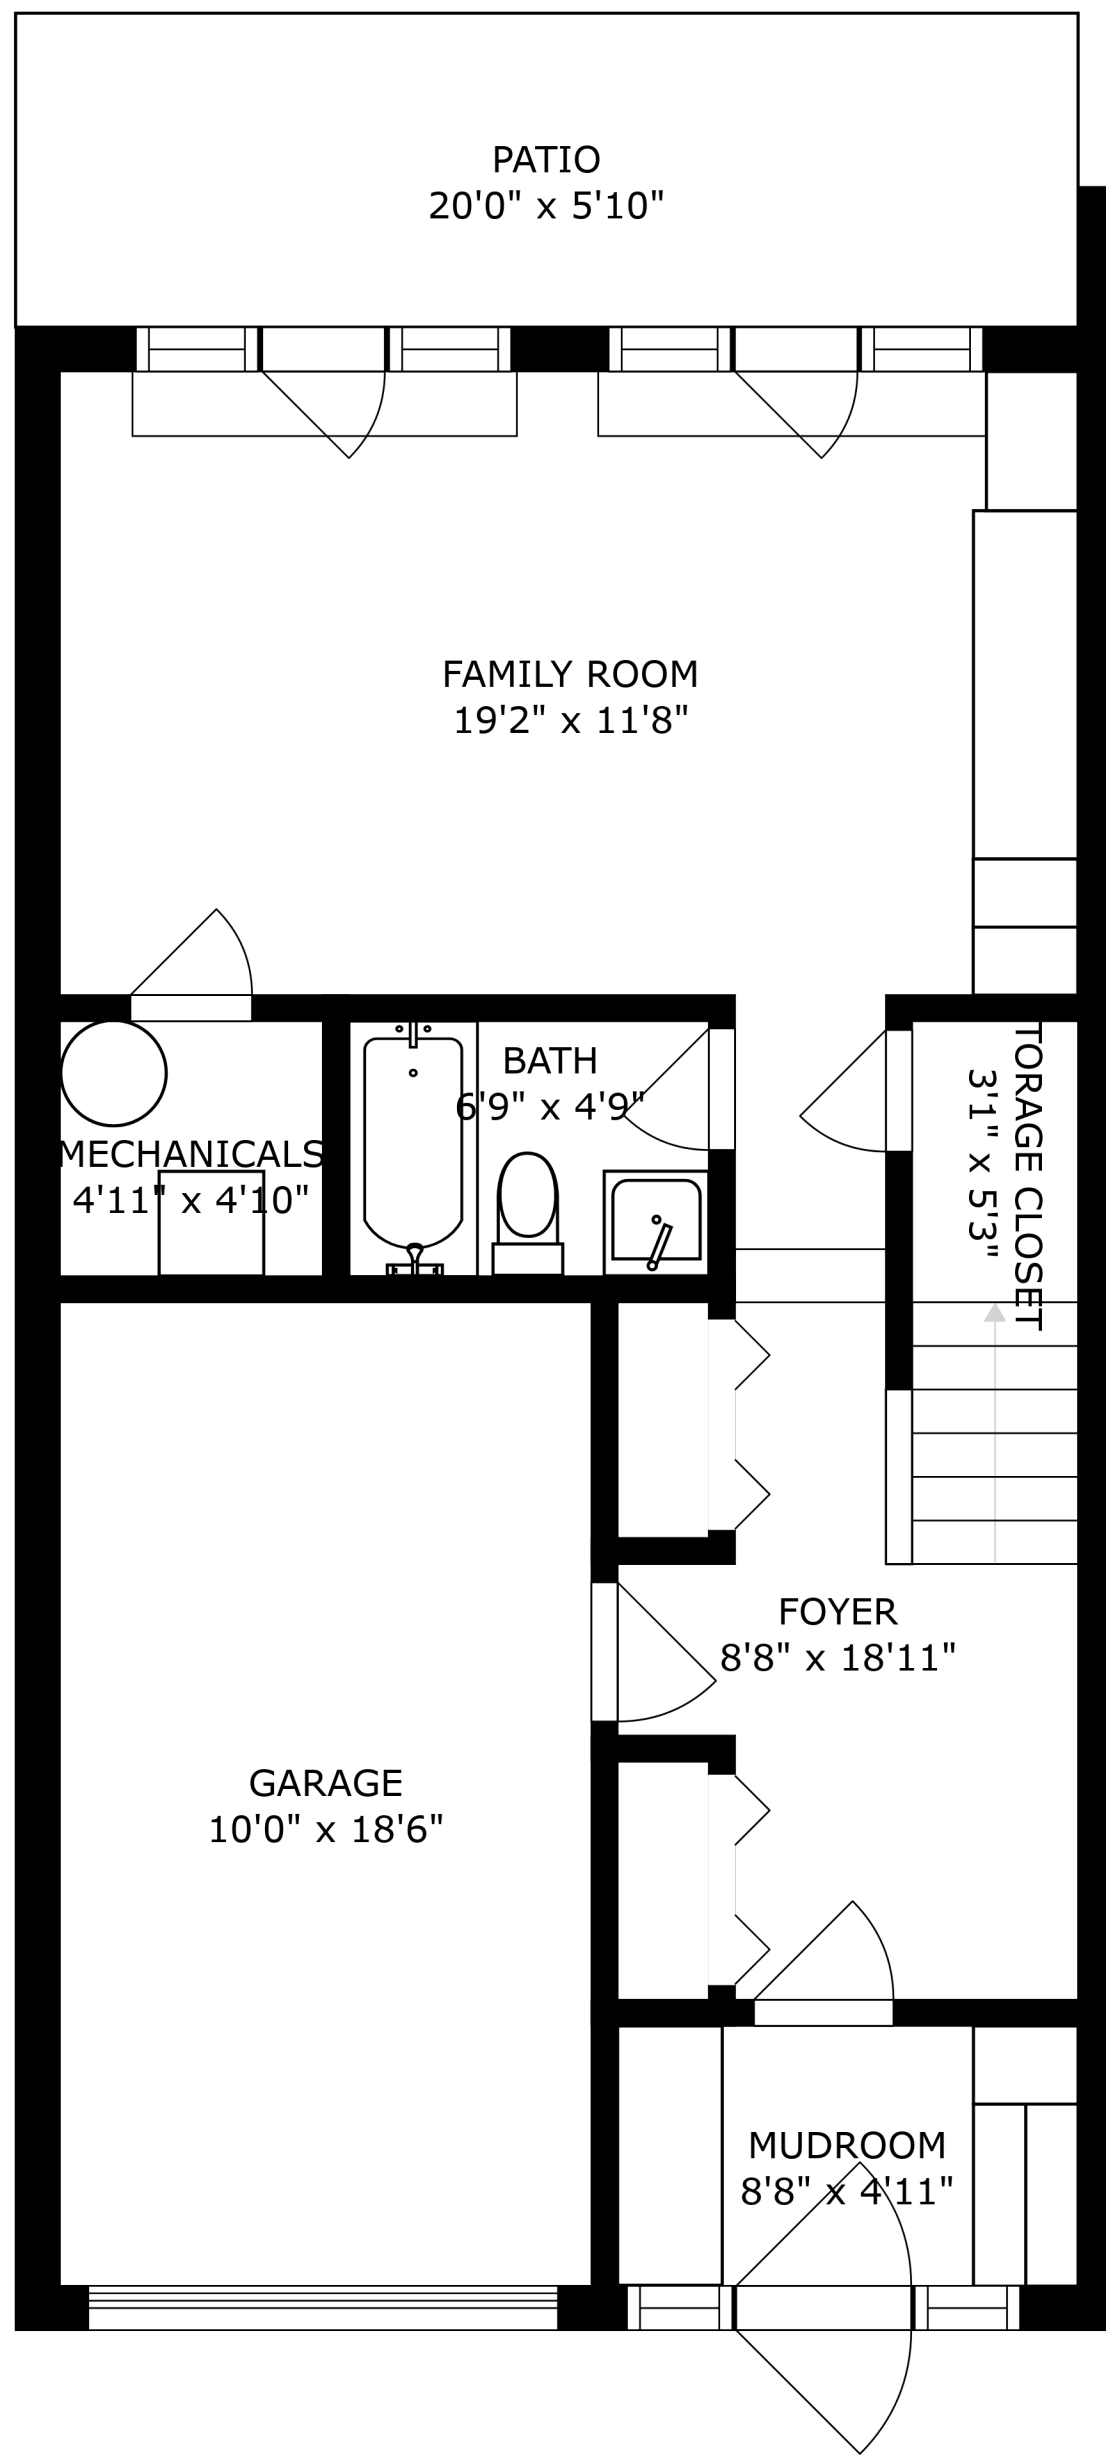 PATIO
20'0" x 5'10"
FAMILY ROOM
19'2" x 11'8"
BATH
6'9" x 4'9"
MECHANICALS
4'11" x 4'10"
TORAGE CLOSET
3'1" x 5'3"
FOYER
8'8" x 18'11"
GARAGE
10'0" x 18'6"
MUDROOM
8'8" x 4'11"